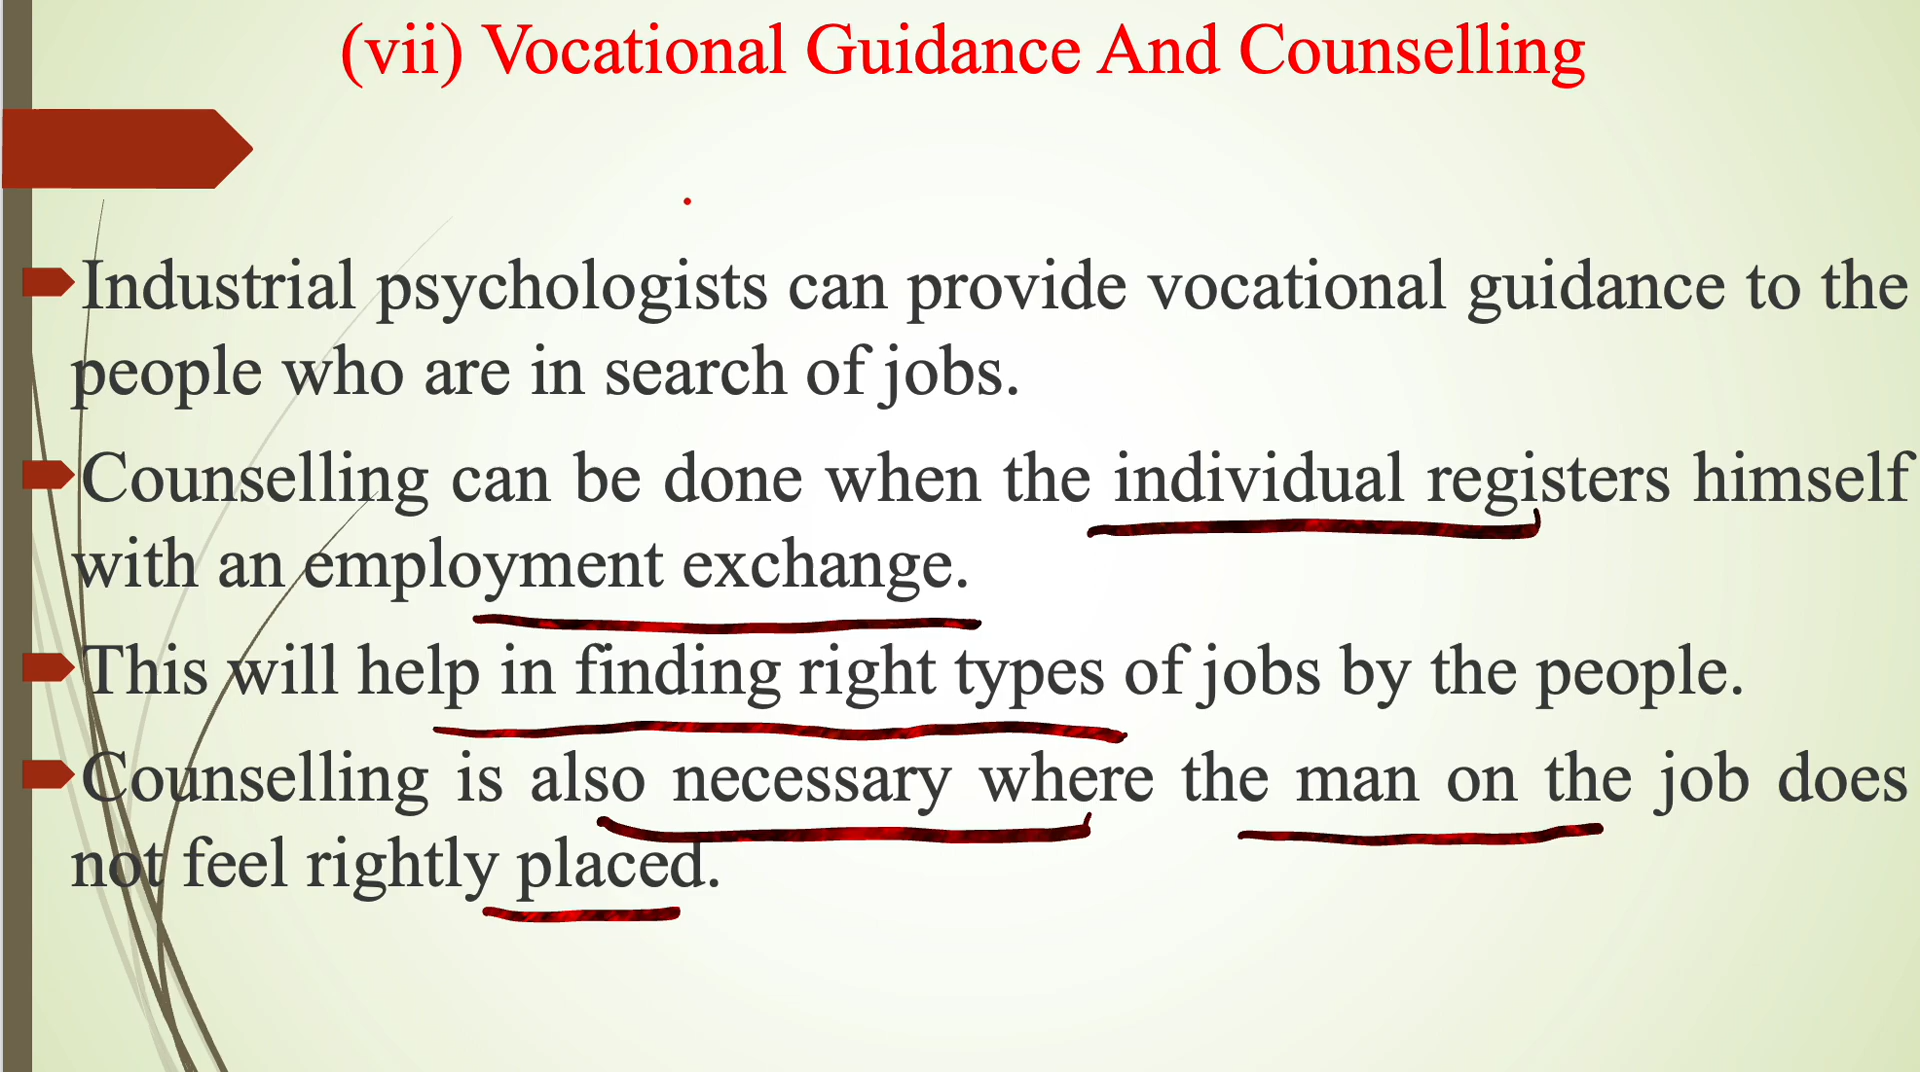 (vii) Vocational Guidance And Counselling
Industrial psychologists can provide vocational guidance to the
people who are in search of jobs.
Counselling can be done when the individual registers himself
with an employment exchange.
This will help in finding right types of jobs by the people.
Counselling is also necessary where the man on the job does
not feel rightly placed.